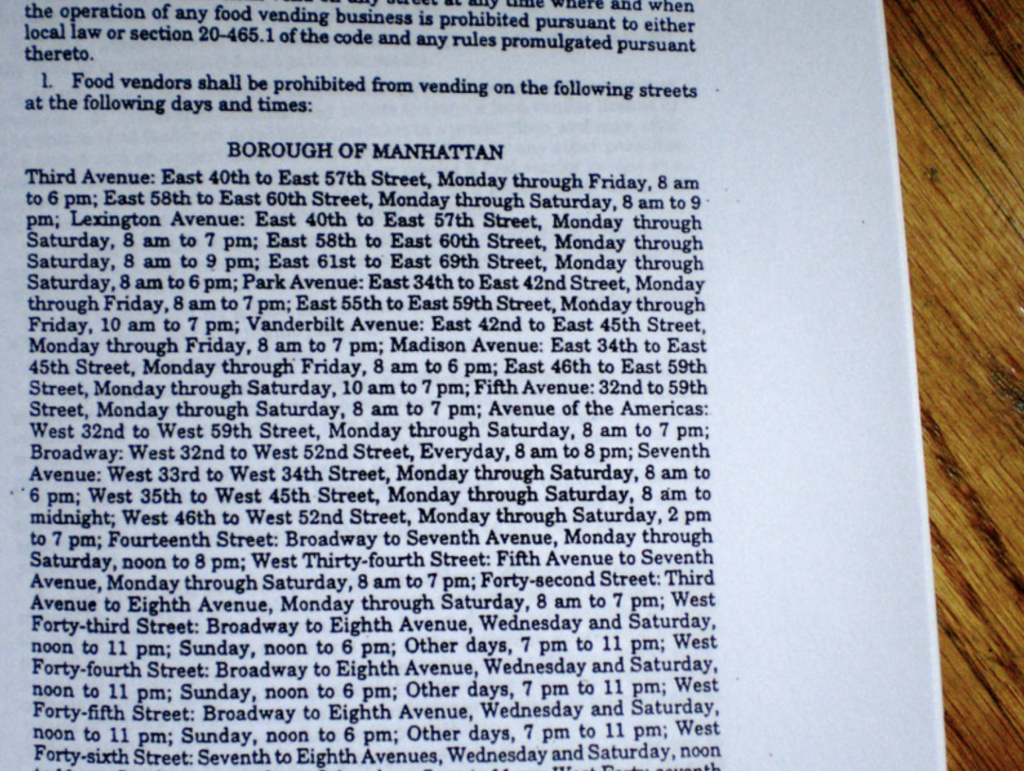 shall vend on any street at any time where and when
the operation of any food vending business is prohibited pursuant to either
local law or section 20-465.1 of the code and any rules promulgated pursuant
thereto.
1. Food vendors shall be prohibited from vending on the following streets
at the following days and times:
BOROUGH OF MANHATTAN
Third Avenue: East 40th to East 57th Street, Monday through Friday, 8 am
to 6 pm; East 58th to East 60th Street, Monday through Saturday, 8 am to 9
pm; Lexington Avenue: East 40th to East 57th Street, Monday through
Saturday, 8 am to 7 pm; East 58th to East 60th Street, Monday through
Saturday, 8 am to 9 pm; East 61st to East 69th Street, Monday through
Saturday, 8 am to 6 pm; Park Avenue: East 34th to East 42nd Street, Monday
through Friday, 8 am to 7 pm; East 55th to East 59th Street, Monday through
Friday, 10 am to 7 pm; Vanderbilt Avenue: East 42nd to East 45th Street,
Monday through Friday, 8 am to 7 pm; Madison Avenue: East 34th to East
45th Street, Monday through Friday, 8 am to 6 pm; East 46th to East 59th
Street, Monday through Saturday, 10 am to 7 pm; Fifth Avenue: 32nd to 59th
Street, Monday through Saturday, 8 am to 7 pm; Avenue of the Americas:
West 32nd to West 59th Street, Monday through Saturday, 8 am to 7 pm;
Broadway: West 32nd to West 52nd Street, Everyday, 8 am to 8 pm; Seventh
Avenue: West 33rd to West 34th Street, Monday through Saturday, 8 am to
6 pm; West 35th to West 45th Street, Monday through Saturday, 8 am to
midnight; West 46th to West 52nd Street, Monday through Saturday, 2 pm
to 7 pm; Fourteenth Street: Broadway to Seventh Avenue, Monday through
Saturday, noon to 8 pm; West Thirty-fourth Street: Fifth Avenue to Seventh
Avenue, Monday through Saturday, 8 am to 7 pm; Forty-second Street: Third
Avenue to Eighth Avenue, Monday through Saturday, 8 am to 7 pm; West
Forty-third Street: Broadway to Eighth Avenue, Wednesday and Saturday,
noon to 11 pm; Sunday, noon to 6 pm; Other days, 7 pm to 11 pm; West
Forty-fourth Street: Broadway to Eighth Avenue, Wednesday and Saturday,
noon to 11 pm; Sunday, noon to 6 pm; Other days, 7 pm to 11 pm; West
Forty-fifth Street: Broadway to Eighth Avenue, Wednesday and Saturday,
noon to 11 pm; Sunday, noon to 6 pm; Other days, 7 pm to 11 pm; West
Forty-sixth Street: Seventh to Eighth Avenues, Wednesday and Saturday, noon
West Forty-seventh